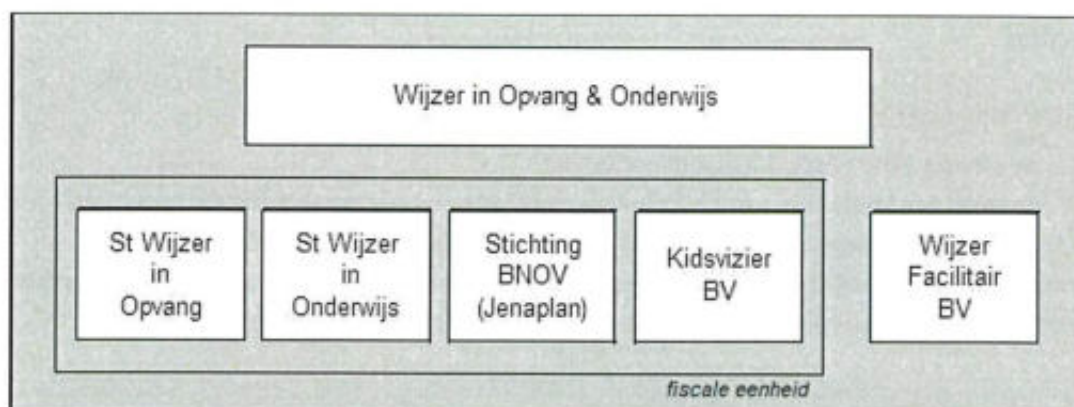 Wijzer in Opvang & Onderwijs
St Wijzer
in
Opvang
St Wijzer
in
Onderwijs
Stichting
BNOV
(Jenaplan)
Kidsvizier
BV
Wijzer
Facilitair
BV
fiscale eenheid